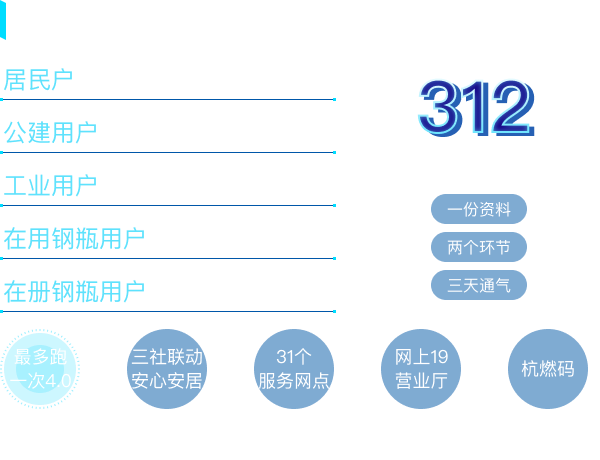 居民户
公建用户
工业用户
在用钢瓶用户
在册钢瓶用户
312
一份资料
两个环节
三天通气
最多跑
一次4.0
三社联动
安心安居
31个
服务网点
网上19
营业厅
杭燃码